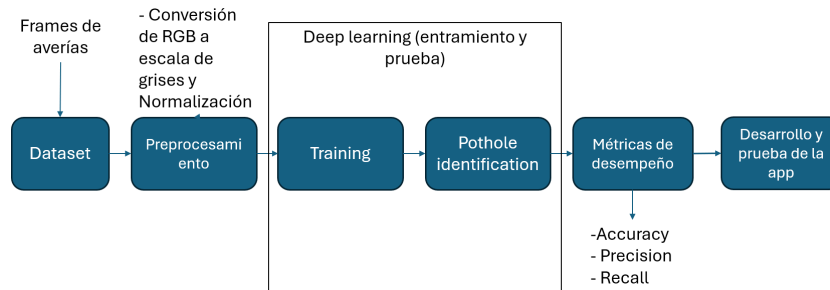 Frames de
averías
- Conversión
de RGB a
escala de
grises y
Normalización
Deep learning (entramiento y
prueba)
Dataset
Preprocesami
ento
Training
Pothole
identification
Métricas de
desempeño
Desarrollo y
prueba de la
app
-Accuracy
- Precision
- Recall